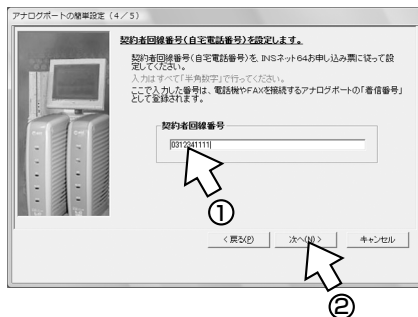 アナログポートの簡単設定（4／5）
契約者回線番号（自宅電話番号）を設定します。
契約者回線番号（自宅電話番号）を、INSネット64お申し込み票に従って設
定してください。
入力はすべて「半角数字」で行ってください。
ここで入力した番号は、電話機やFAXを接続するアナログポートの「着信番号」
として登録されます。
契約者回線番号
0312341111
①
＜戻る(P)　次へ(N)＞　キャンセル
②